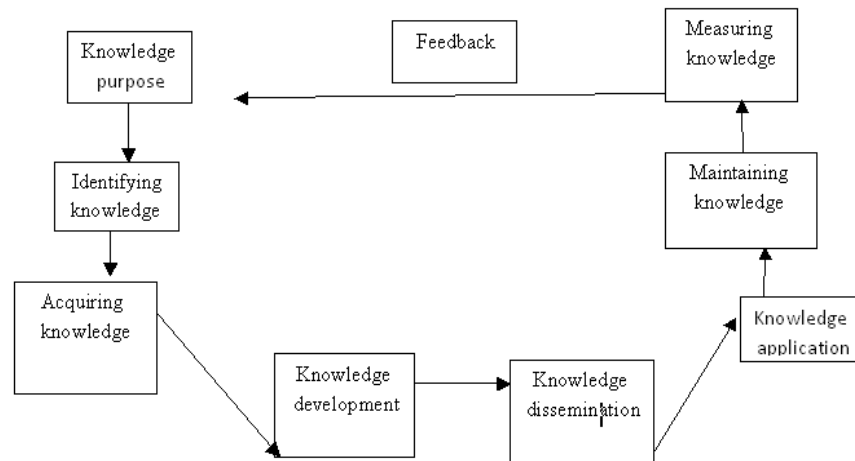 Knowledge
purpose
Identifying
knowledge
Acquiring
knowledge
Knowledge
development
Knowledge
dissemination
Knowledge
application
Maintaining
knowledge
Measuring
knowledge
Feedback